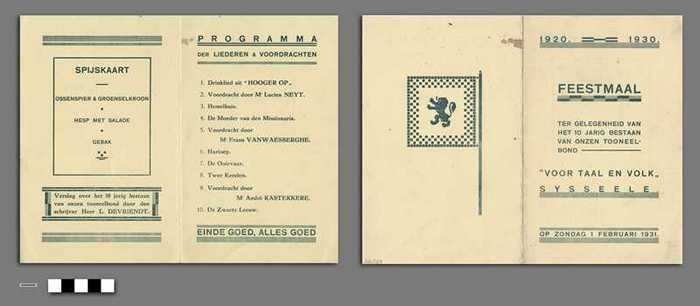 SPIJSKAART
OSSENSPIER & GROENSELKROON
HESP MET SALADE
GEBAK
Verslag over het 10 jarig bestaan
van onzen tooneelbond door den
schrijver Heer L. DEVRIENDT.
PROGRAMMA
DER LIEDEREN & VOORDRACHTEN
1. Drinklied uit "HOOGER OP„
2. Voordracht door Mr Lucien NEYT.
3. Hemelhuis.
4. De Moeder van den Missionaris.
5. Voordracht door
Mr Frans VANWAESBERGHE.
6. Hartzeg.
7. De Ooievaar.
8. Twee Keerlen.
9. Voordracht door
Mr André KASTEKKERE.
10. De Zwarte Leeuw.
EINDE GOED, ALLES GOED
1920. 1930.
FEESTMAAL
TER GELEGENHEID VAN
HET 10 JARIG BESTAAN
VAN ONZEN TOONEEL-
BOND
"VOOR TAAL EN VOLK„
SYSSEELE
OP ZONDAG 1 FEBRUARI 1931.